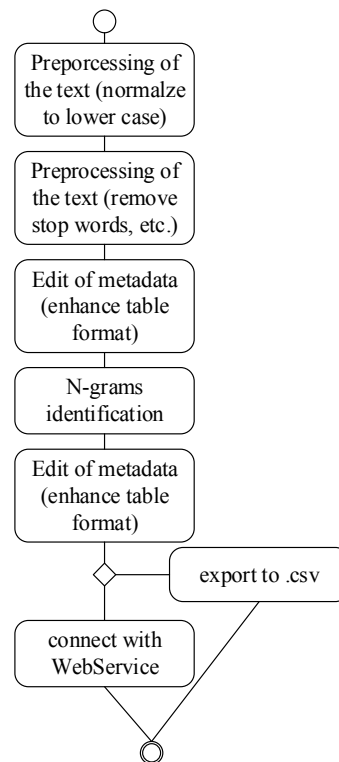 Preporcessing of
the text (normalze
to lower case)
Preprocessing of
the text (remove
stop words, etc.)
Edit of metadata
(enhance table
format)
N-grams
identification
Edit of metadata
(enhance table
format)
export to .csv
connect with
WebService